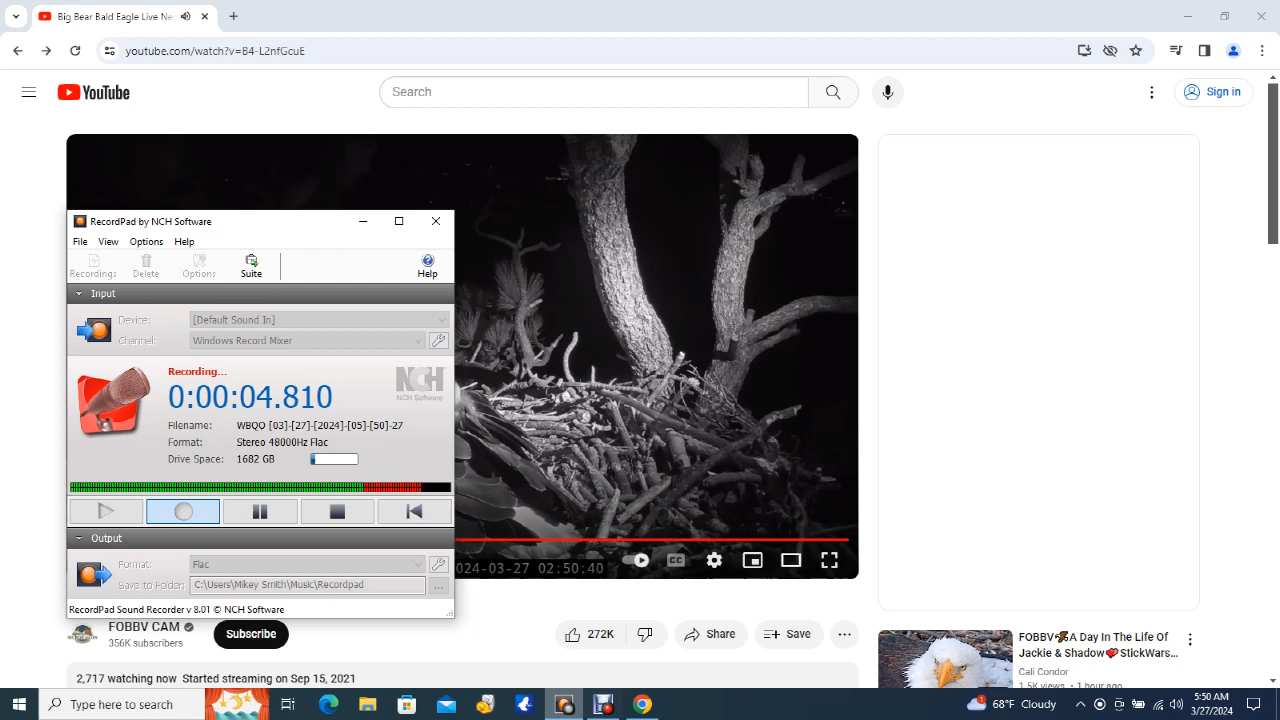 Big Bear Bald Eagle Live Ne
youtube.com/watch?v=B4-L2nfGcuE
YouTube
Search
Sign in
RecordPad by NCH Software
File View Options Help
Recordings Delete Options Suite Help
Input
Device: [Default Sound In]
Channel: Windows Record Mixer
Recording...
0:00:04.810
NCH
NCH Software
Filename: WBQO [03]-[27]-[2024]-[05]-[50]-27
Format: Stereo 48000Hz Flac
Drive Space: 1682 GB
Output
Format: Flac
Save to Folder: C:\Users\Mikey Smith\Music\Recordpad
...
RecordPad Sound Recorder v 8.01 © NCH Software
CC
024-03-27 02:50:40
FOBBV CAM
356K subscribers
Subscribe
272K
Share
Save
2,717 watching now Started streaming on Sep 15, 2021
FOBBV A Day In The Life Of
Jackie & Shadow StickWars...
Cali Condor
1.5K views • 1 hour ago
Type here to search
68°F Cloudy
5:50 AM
3/27/2024